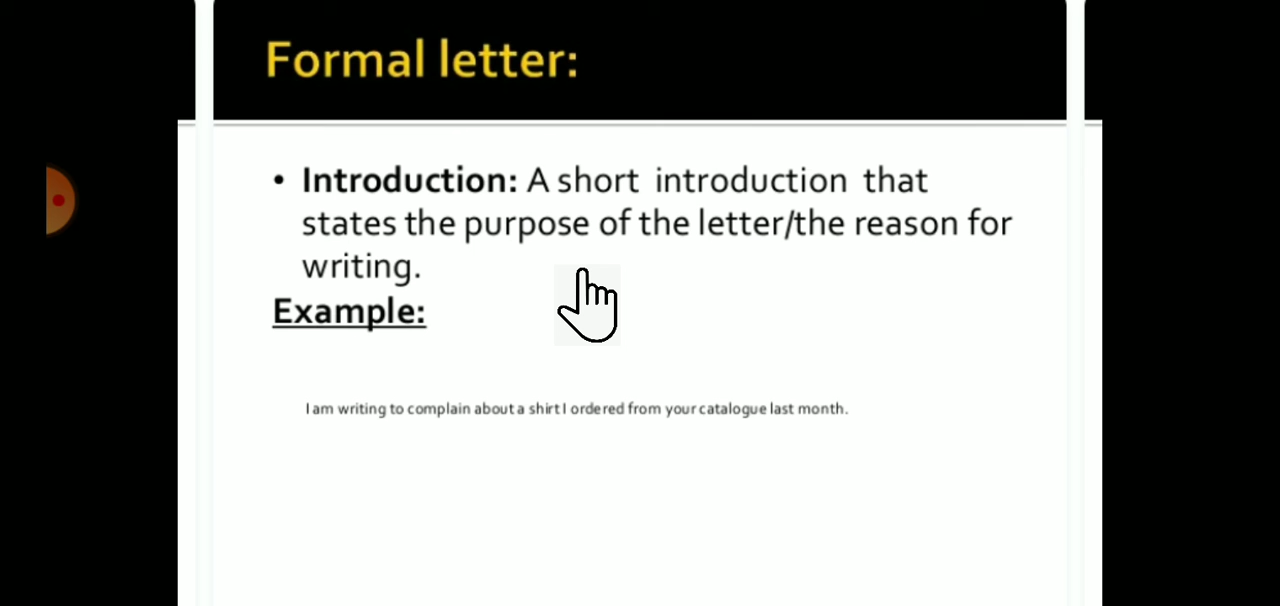 Formal letter:
• Introduction: A short introduction that
states the purpose of the letter/the reason for
writing.
Example:
I am writing to complain about a shirt I ordered from your catalogue last month.